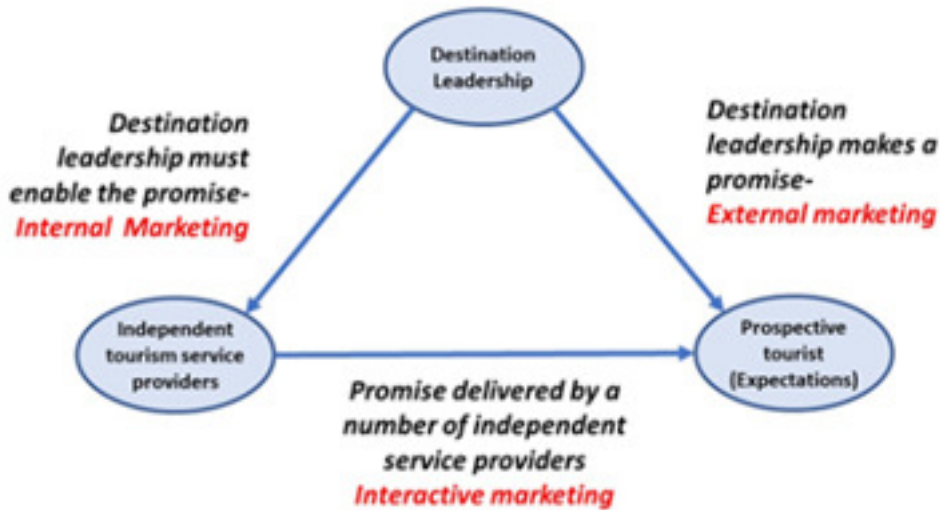 Destination
Leadership
Destination
leadership must
enable the promise-
Internal Marketing
Destination
leadership makes a
promise-
External marketing
Independent
tourism service
providers
Prospective
tourist
(Expectations)
Promise delivered by a
number of independent
service providers
Interactive marketing